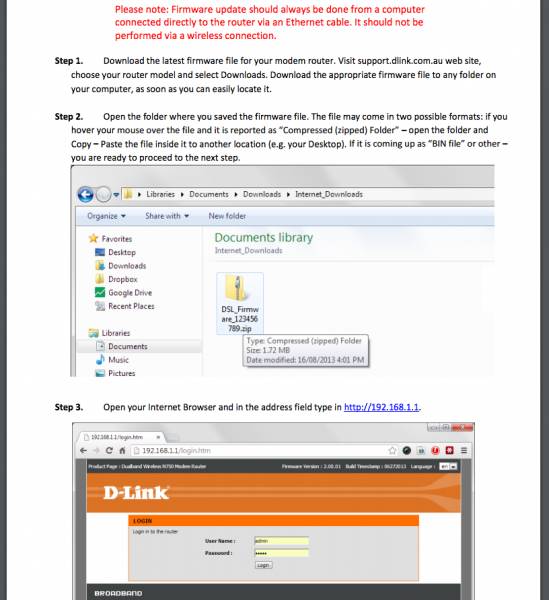 Please note: Firmware update should always be done from a computer
connected directly to the router via an Ethernet cable. It should not be
performed via a wireless connection.
Step 1. Download the latest firmware file for your modem router. Visit support.dlink.com.au web site,
choose your router model and select Downloads. Download the appropriate firmware file to any folder on
your computer, as soon as you can easily locate it.
Step 2. Open the folder where you saved the firmware file. The file may come in two possible formats: if you
hover your mouse over the file and it is reported as “Compressed (zipped) Folder” – open the folder and
Copy – Paste the file inside it to another location (e.g. your Desktop). If it is coming up as “BIN file” or other –
you are ready to proceed to the next step.
Libraries Documents Downloads Internet_Downloads
Organize Share with New folder
Favorites
Desktop
Downloads
Dropbox
Google Drive
Recent Places
Libraries
Documents
Music
Pictures
Documents library
Internet_Downloads
DSL_Firmw
are_123456
789.zip
Type: Compressed (zipped) Folder
Size: 1.72 MB
Date modified: 16/08/2013 4:01 PM
Step 3. Open your Internet Browser and in the address field type in http://192.168.1.1.
192.168.1.1/login.htm
192.168.1.1/login.htm
Product Page : Dualband Wireless N750 Modem Router Firmware Version : 2.00.01 Build Timestamp : 06272013 Language : en
D-Link
LOGIN
Login in to the router
User Name : admin
Password : •••••
Login
BROADBAND